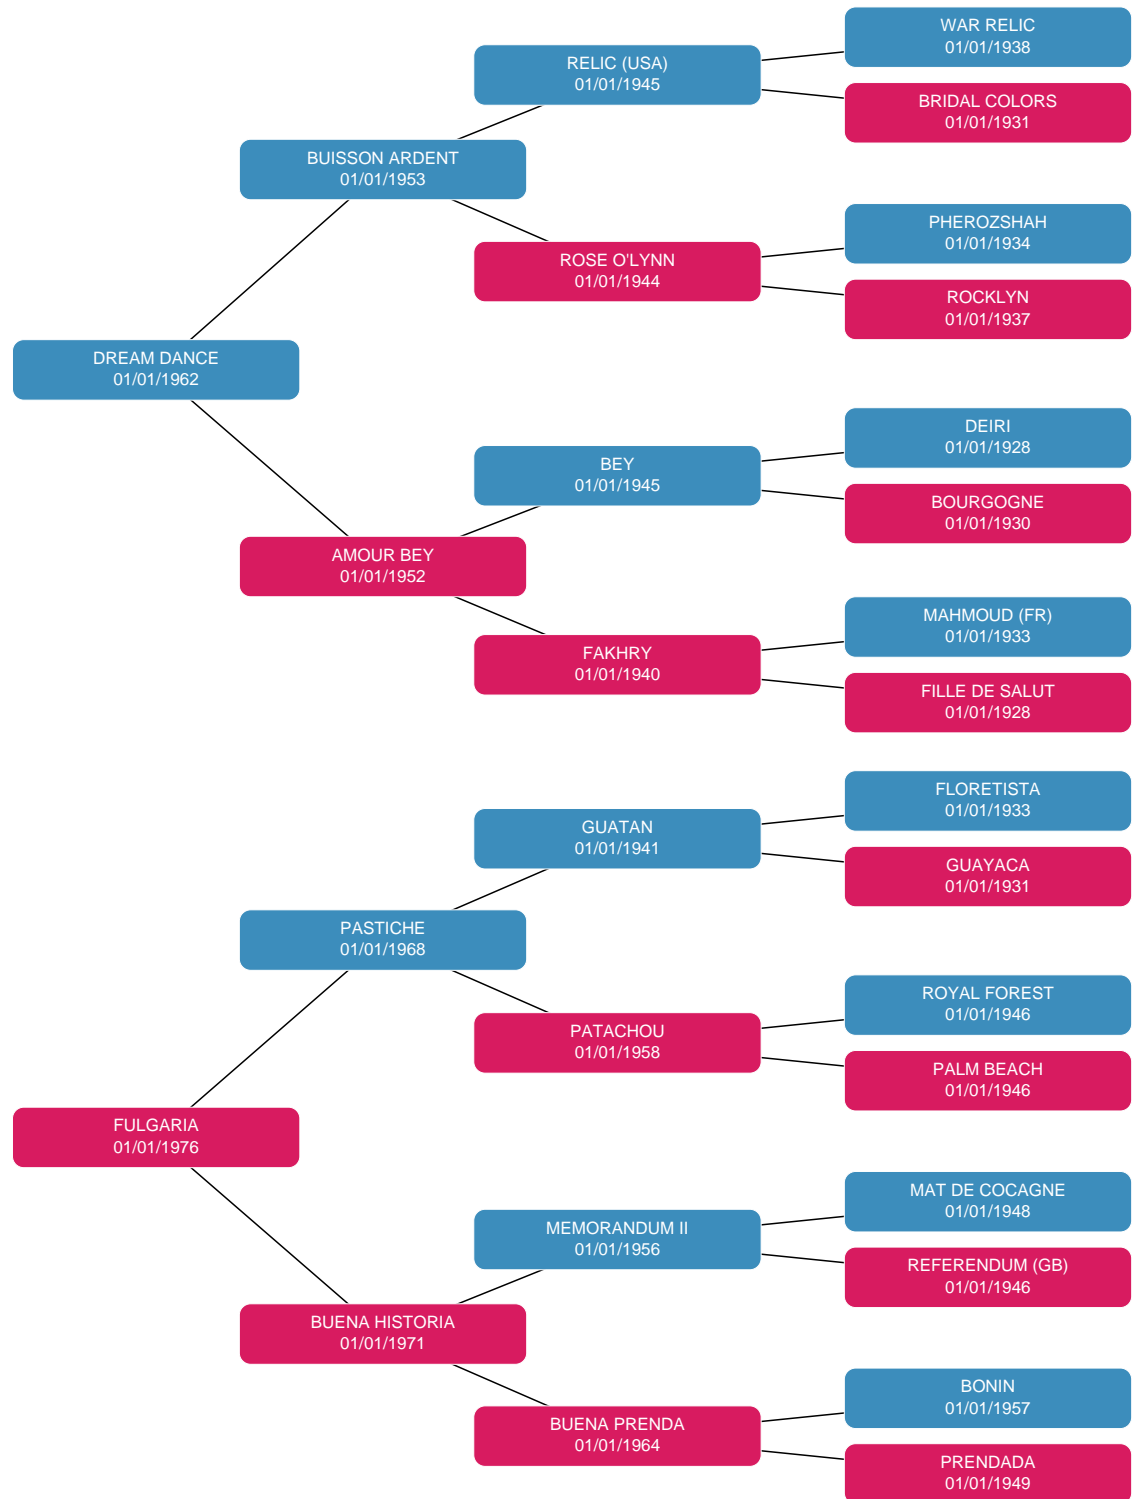 WAR RELIC
01/01/1938
RELIC (USA)
01/01/1945
BRIDAL COLORS
01/01/1931
BUISSON ARDENT
01/01/1953
PHEROZSHAH
01/01/1934
ROSE O'LYNN
01/01/1944
ROCKLYN
01/01/1937
DREAM DANCE
01/01/1962
DEIRI
01/01/1928
BEY
01/01/1945
BOURGOGNE
01/01/1930
AMOUR BEY
01/01/1952
MAHMOUD (FR)
01/01/1933
FAKHRY
01/01/1940
FILLE DE SALUT
01/01/1928
FLORETISTA
01/01/1933
GUATAN
01/01/1941
GUAYACA
01/01/1931
PASTICHE
01/01/1968
ROYAL FOREST
01/01/1946
PATACHOU
01/01/1958
PALM BEACH
01/01/1946
FULGARIA
01/01/1976
MAT DE COCAGNE
01/01/1948
MEMORANDUM II
01/01/1956
REFERENDUM (GB)
01/01/1946
BUENA HISTORIA
01/01/1971
BONIN
01/01/1957
BUENA PRENDA
01/01/1964
PRENDADA
01/01/1949